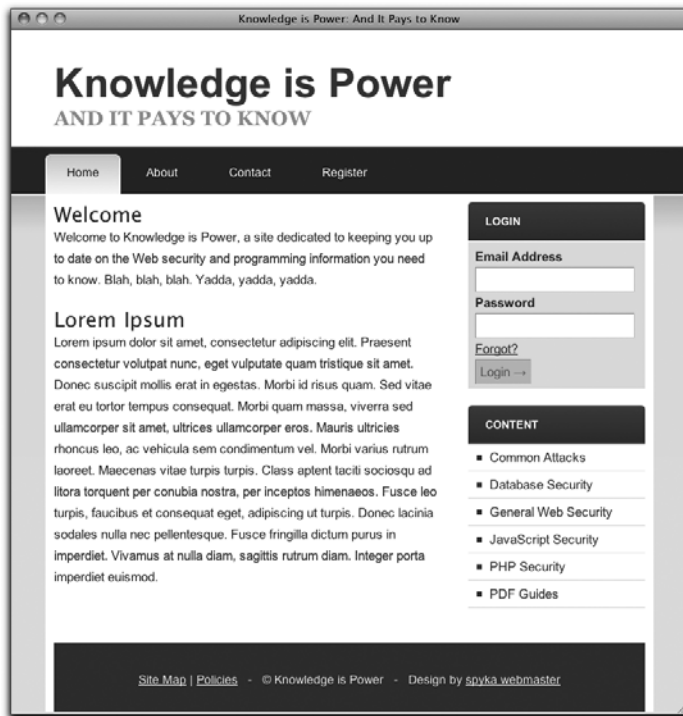 Knowledge is Power: And It Pays to Know
Knowledge is Power
AND IT PAYS TO KNOW
Home About Contact Register
Welcome
Welcome to Knowledge is Power, a site dedicated to keeping you up
to date on the Web security and programming information you need
to know. Blah, blah, blah. Yadda, yadda, yadda.
Lorem Ipsum
Lorem ipsum dolor sit amet, consectetur adipiscing elit. Praesent
consectetur volutpat nunc, eget vulputate quam tristique sit amet.
Donec suscipit mollis erat in egestas. Morbi id risus quam. Sed vitae
erat eu tortor tempus consequat. Morbi quam massa, viverra sed
ullamcorper sit amet, ultrices ullamcorper eros. Mauris ultricies
rhoncus leo, ac vehicula sem condimentum vel. Morbi varius rutrum
laoreet. Maecenas vitae turpis turpis. Class aptent taciti sociosqu ad
litora torquent per conubia nostra, per inceptos himenaeos. Fusce leo
turpis, faucibus et consequat eget, adipiscing ut turpis. Donec lacinia
sodales nulla nec pellentesque. Fusce fringilla dictum purus in
imperdiet. Vivamus at nulla diam, sagittis rutrum diam. Integer porta
imperdiet euismod.
LOGIN
Email Address
Password
Forgot?
Login →
CONTENT
Common Attacks
Database Security
General Web Security
JavaScript Security
PHP Security
PDF Guides
Site Map | Policies - © Knowledge is Power - Design by spyka webmaster